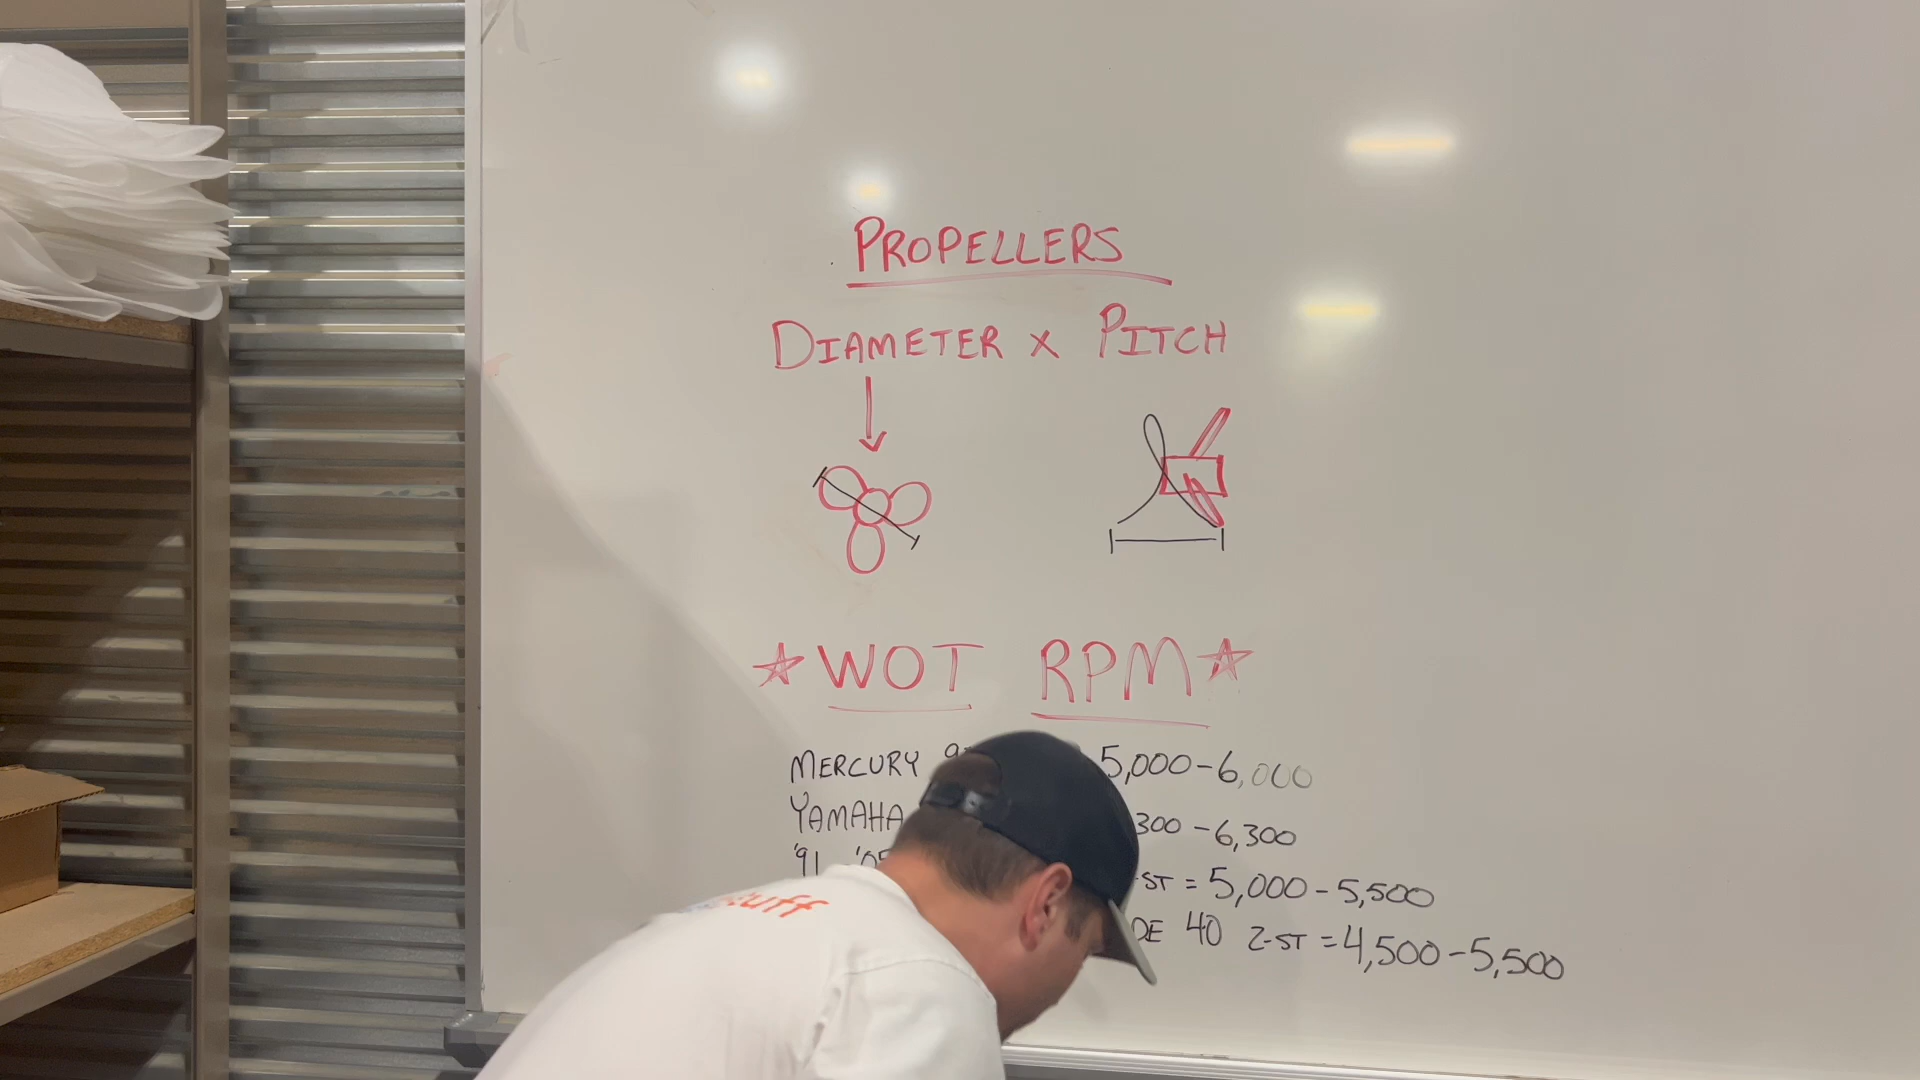 PROPELLERS
DIAMETER x PITCH
WOT RPM
MERCURY 5,000-6,000
YAMAHA 300-6,300
'91 ST = 5,000-5,500
DE 40 2-ST = 4,500-5,500